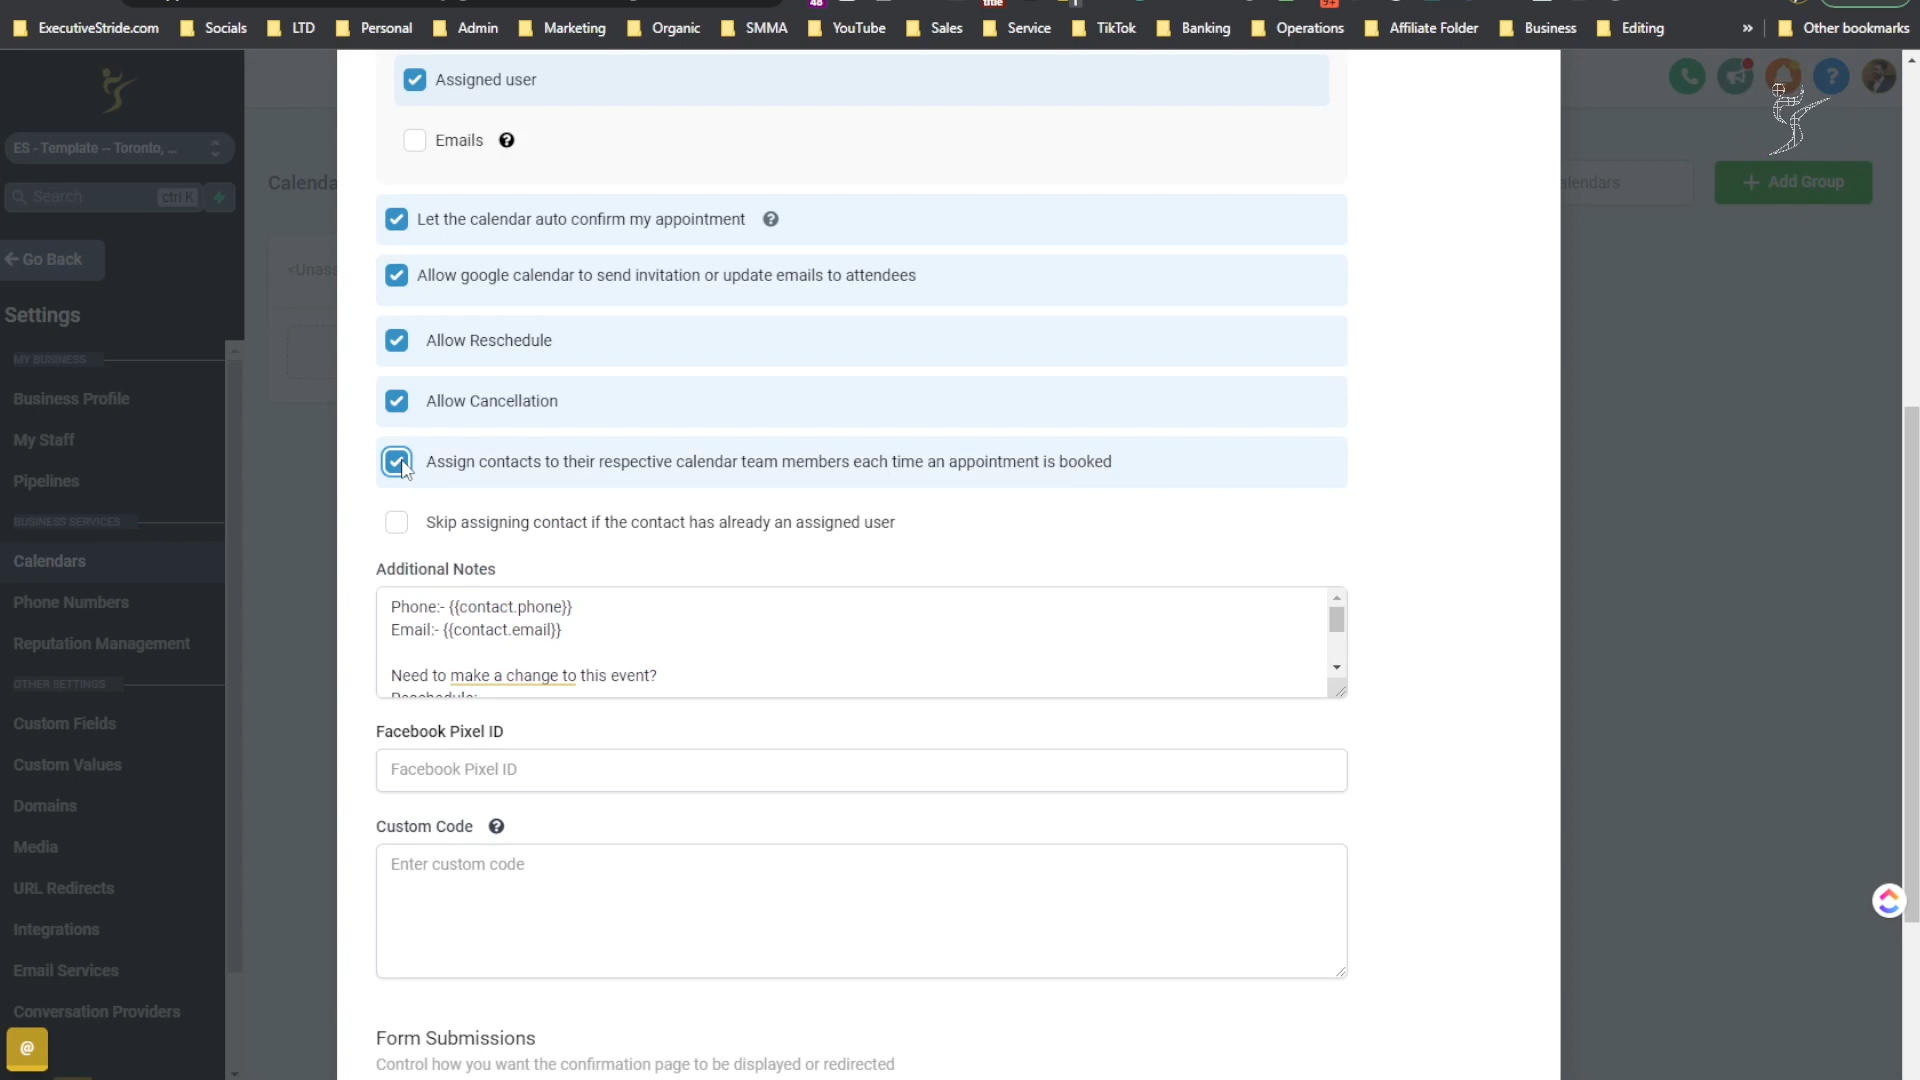 48
9+
ExecutiveStride.com
Socials
LTD
Personal
Admin
Marketing
Organic
SMMA
YouTube
Sales
Service
TikTok
Banking
Operations
Affiliate Folder
Business
Editing
»
Other bookmarks
ES - Template -- Toronto, ...
Search
ctrl K
Go Back
Settings
MY BUSINESS
Business Profile
My Staff
Pipelines
BUSINESS SERVICES
Calendars
Phone Numbers
Reputation Management
OTHER SETTINGS
Custom Fields
Custom Values
Domains
Media
URL Redirects
Integrations
Email Services
Conversation Providers
@
Calenda
<Unass
Assigned user
Emails ?
Let the calendar auto confirm my appointment ?
Allow google calendar to send invitation or update emails to attendees
Allow Reschedule
Allow Cancellation
Assign contacts to their respective calendar team members each time an appointment is booked
Skip assigning contact if the contact has already an assigned user
Additional Notes
Phone:- {{contact.phone}}
Email:- {{contact.email}}
Need to make a change to this event?
Reschedule:-
Facebook Pixel ID
Facebook Pixel ID
Custom Code ?
Enter custom code
Form Submissions
Control how you want the confirmation page to be displayed or redirected
?
alendars
+ Add Group